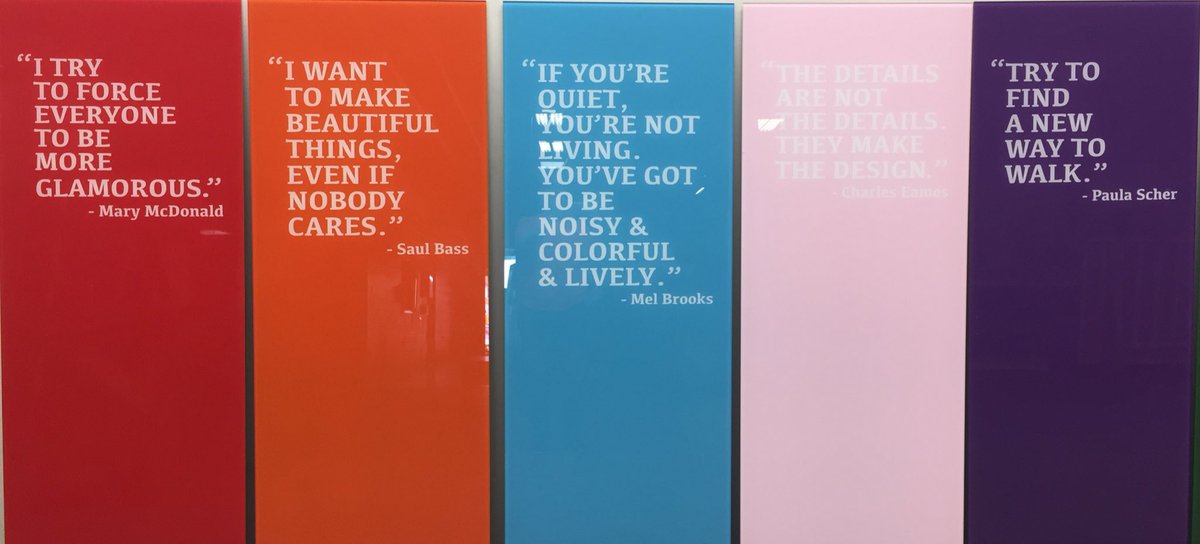 “I TRY
TO FORCE
EVERYONE
TO BE
MORE
GLAMOROUS.”
- Mary McDonald
“I WANT
TO MAKE
BEAUTIFUL
THINGS,
EVEN IF
NOBODY
CARES.”
- Saul Bass
“IF YOU’RE
QUIET,
YOU’RE NOT
LIVING.
YOU’VE GOT
TO BE
NOISY &
COLORFUL
& LIVELY.”
- Mel Brooks
“THE DETAILS
ARE NOT
THE DETAILS.
THEY MAKE
THE DESIGN.”
- Charles Eames
“TRY TO
FIND
A NEW
WAY TO
WALK.”
- Paula Scher